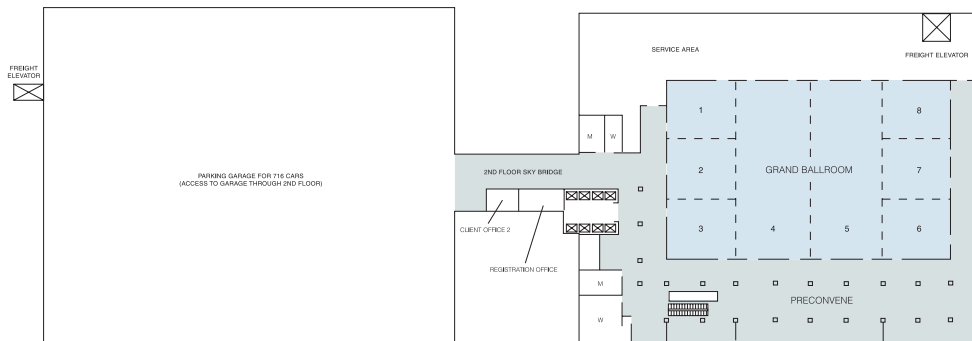 FREIGHT
ELEVATOR
PARKING GARAGE FOR 716 CARS
(ACCESS TO GARAGE THROUGH 2ND FLOOR)
SERVICE AREA
FREIGHT ELEVATOR
M
W
2ND FLOOR SKY BRIDGE
CLIENT OFFICE 2
REGISTRATION OFFICE
M
W
1
8
2
GRAND BALLROOM
7
3
4
5
6
PRECONVENE